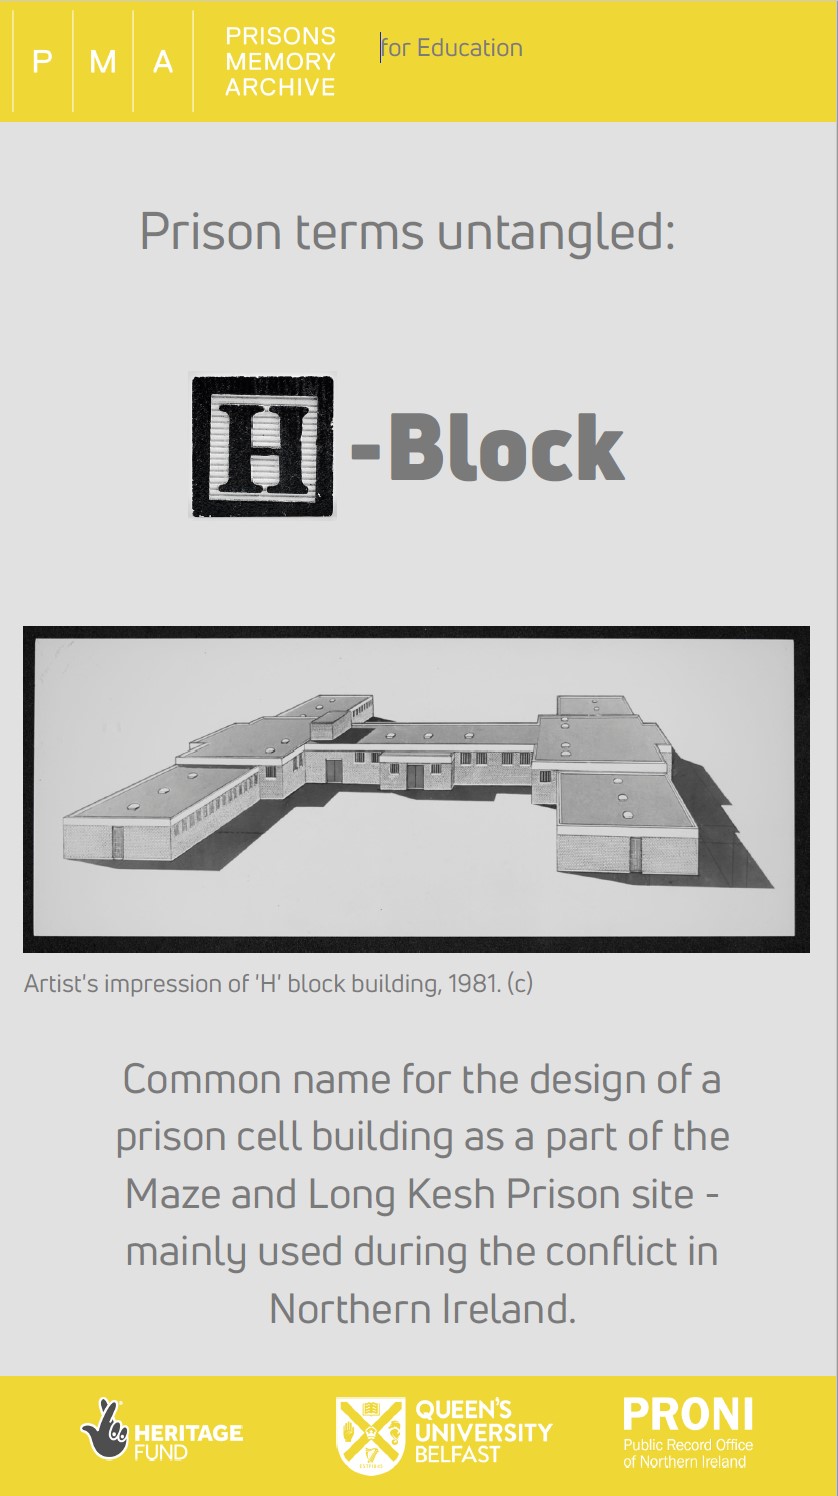 P M A
PRISONS
MEMORY
ARCHIVE
for Education
Prison terms untangled:
H -Block
Artist's impression of 'H' block building, 1981. (c)
Common name for the design of a
prison cell building as a part of the
Maze and Long Kesh Prison site -
mainly used during the conflict in
Northern Ireland.
HERITAGE
FUND
QUEEN'S
UNIVERSITY
BELFAST
PRONI
Public Record Office
of Northern Ireland